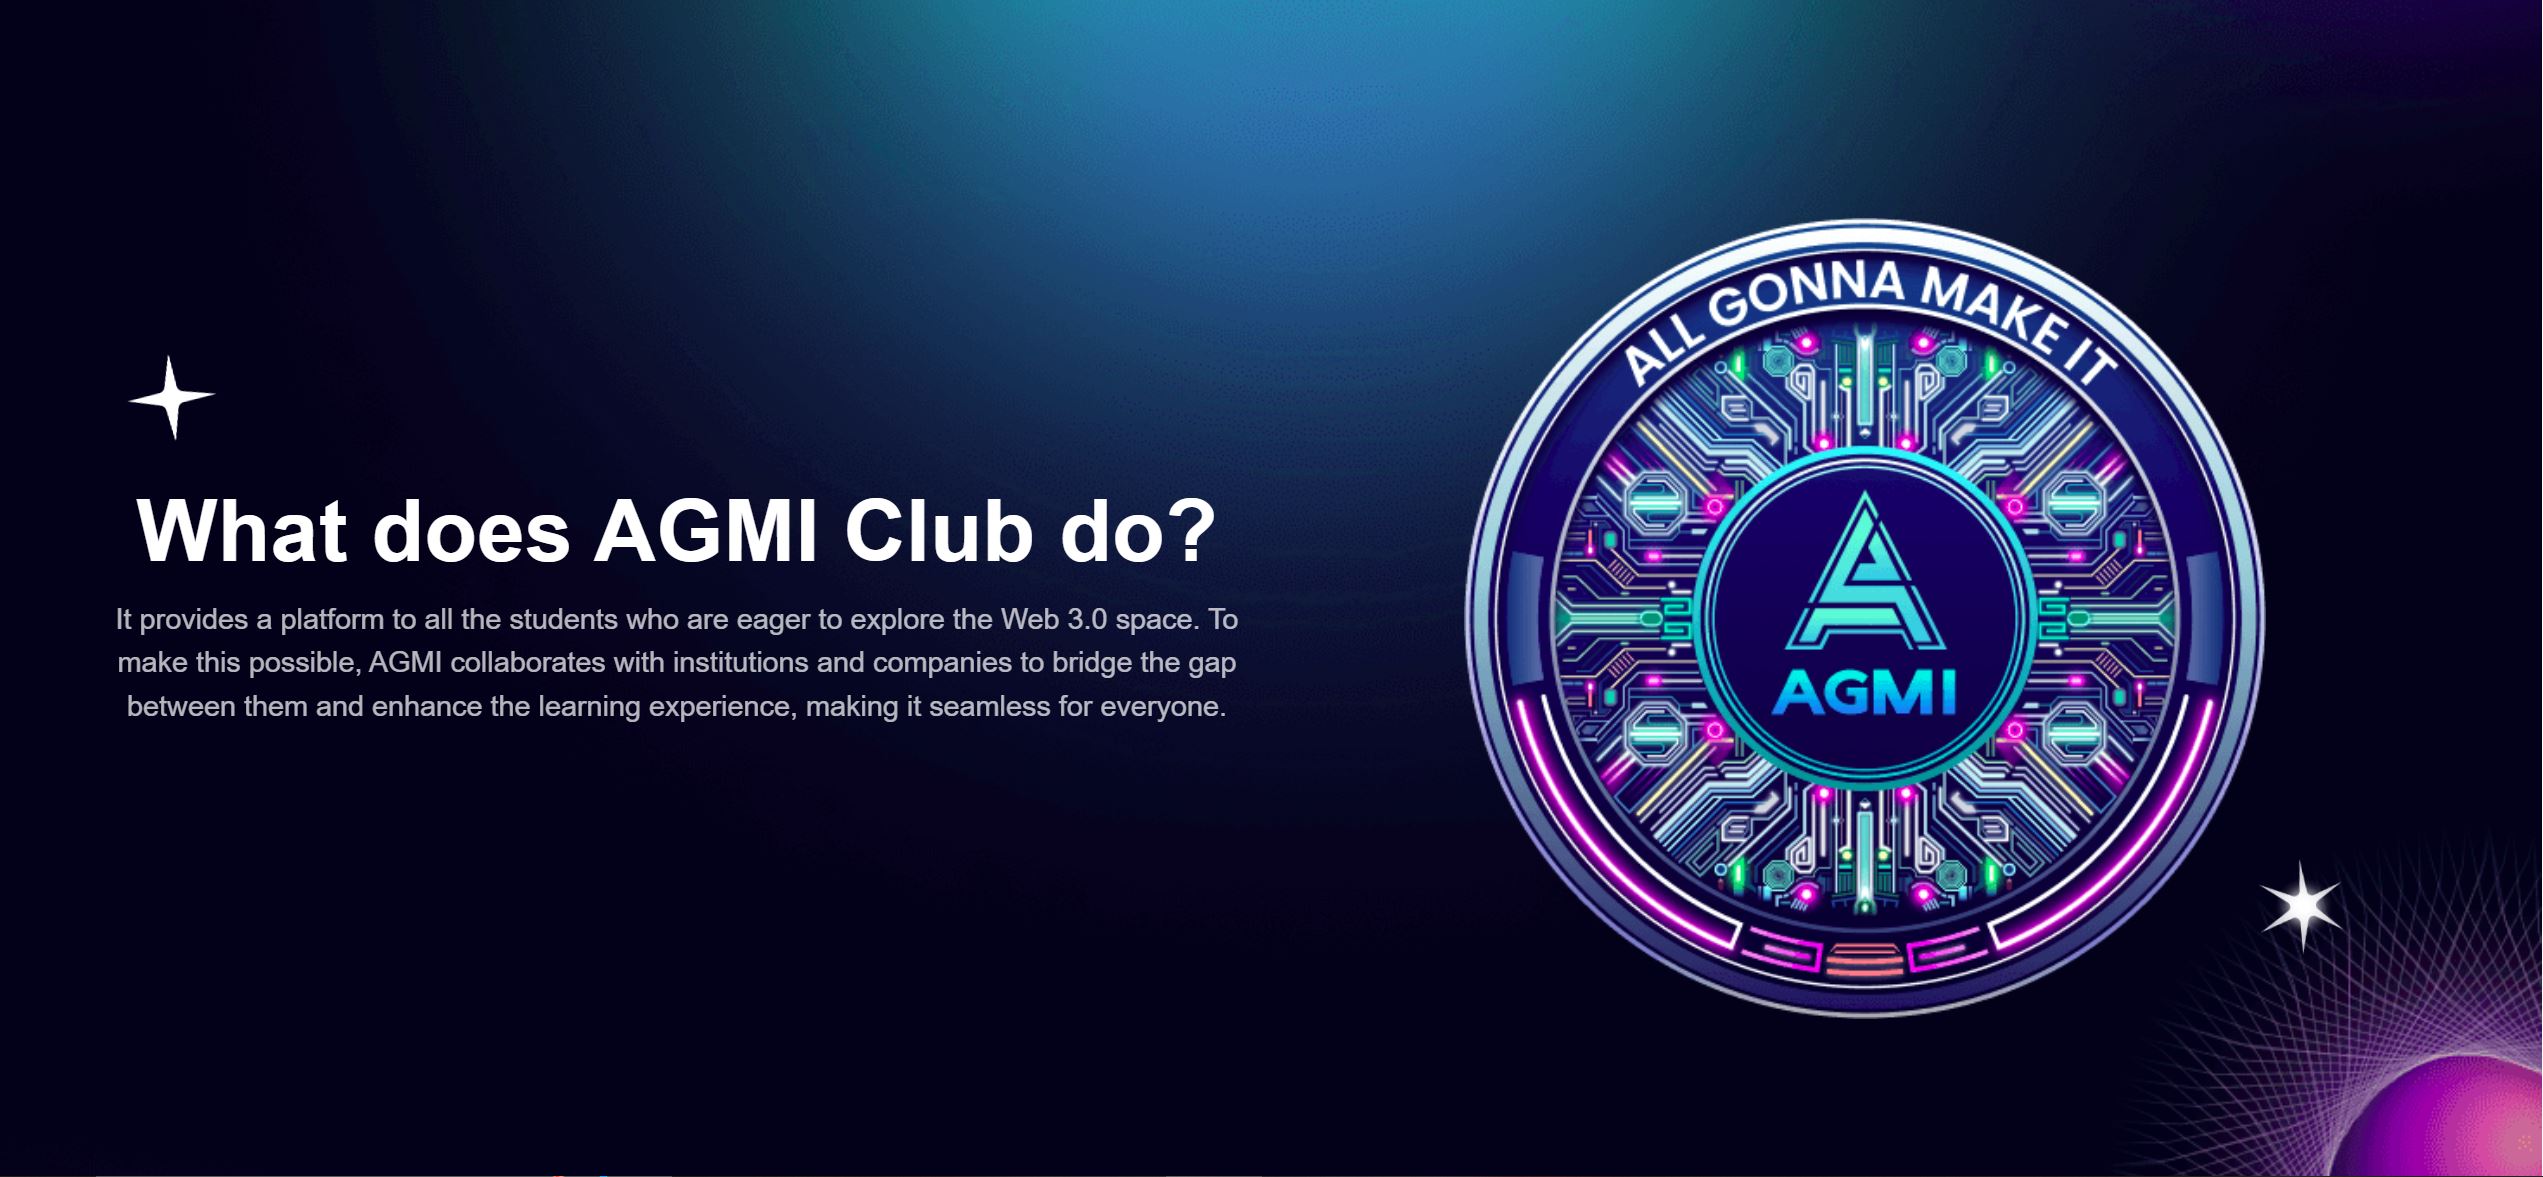 What does AGMI Club do?
It provides a platform to all the students who are eager to explore the Web 3.0 space. To
make this possible, AGMI collaborates with institutions and companies to bridge the gap
between them and enhance the learning experience, making it seamless for everyone.
ALL GONNA MAKE IT
AGMI